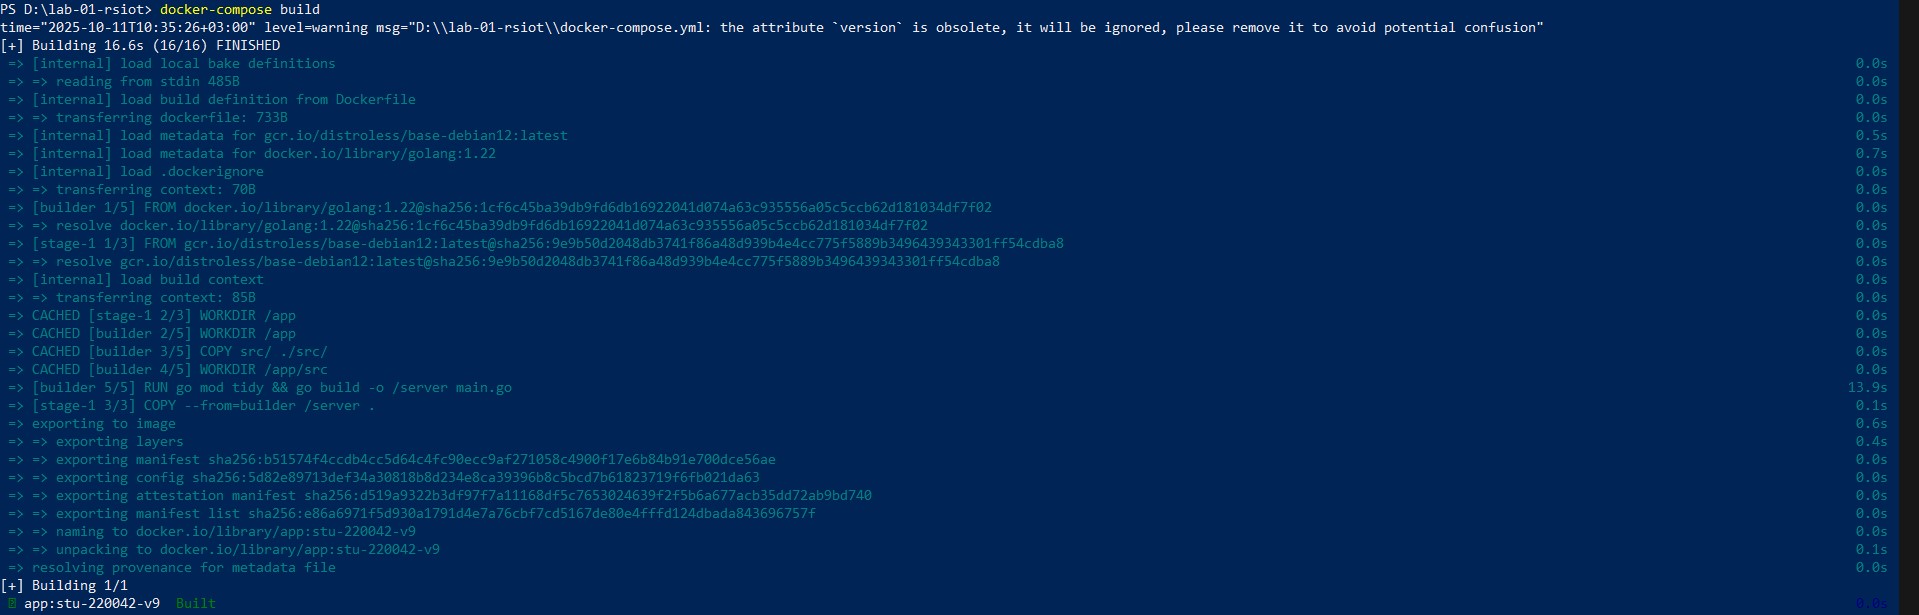 PS D:\lab-01-rsiot> docker-compose build
time="2025-10-11T10:35:26+03:00" level=warning msg="D:\\lab-01-rsiot\\docker-compose.yml: the attribute `version` is obsolete, it will be ignored, please remove it to avoid potential confusion"
[+] Building 16.6s (16/16) FINISHED
=> [internal] load local bake definitions 0.0s
=> => reading from stdin 485B 0.0s
=> [internal] load build definition from Dockerfile 0.0s
=> => transferring dockerfile: 733B 0.0s
=> [internal] load metadata for gcr.io/distroless/base-debian12:latest 0.5s
=> [internal] load metadata for docker.io/library/golang:1.22 0.7s
=> [internal] load .dockerignore 0.0s
=> => transferring context: 70B 0.0s
=> [builder 1/5] FROM docker.io/library/golang:1.22@sha256:1cf6c45ba39db9fd6db16922041d074a63c935556a05c5ccb62d181034df7f02 0.0s
=> => resolve docker.io/library/golang:1.22@sha256:1cf6c45ba39db9fd6db16922041d074a63c935556a05c5ccb62d181034df7f02 0.0s
=> [stage-1 1/3] FROM gcr.io/distroless/base-debian12:latest@sha256:9e9b50d2048db3741f86a48d939b4e4cc775f5889b3496439343301ff54cdba8 0.0s
=> => resolve gcr.io/distroless/base-debian12:latest@sha256:9e9b50d2048db3741f86a48d939b4e4cc775f5889b3496439343301ff54cdba8 0.0s
=> [internal] load build context 0.0s
=> => transferring context: 85B 0.0s
=> CACHED [stage-1 2/3] WORKDIR /app 0.0s
=> CACHED [builder 2/5] WORKDIR /app 0.0s
=> CACHED [builder 3/5] COPY src/ ./src/ 0.0s
=> CACHED [builder 4/5] WORKDIR /app/src 0.0s
=> [builder 5/5] RUN go mod tidy && go build -o /server main.go 13.9s
=> [stage-1 3/3] COPY --from=builder /server . 0.1s
=> exporting to image 0.6s
=> => exporting layers 0.4s
=> => exporting manifest sha256:b51574f4ccdb4cc5d64c4fc90ecc9af271058c4900f17e6b84b91e700dce56ae 0.0s
=> => exporting config sha256:5d82e89713def34a30818b8d234e8ca39396b8c5bcd7b61823719f6fb021da63 0.0s
=> => exporting attestation manifest sha256:d519a9322b3df97f7a11168df5c7653024639f2f5b6a677acb35dd72ab9bd740 0.0s
=> => exporting manifest list sha256:e86a6971f5d930a1791d4e7a76cbf7cd5167de80e4fffd124dbada843696757f 0.0s
=> => naming to docker.io/library/app:stu-220042-v9 0.0s
=> => unpacking to docker.io/library/app:stu-220042-v9 0.1s
=> resolving provenance for metadata file 0.0s
[+] Building 1/1
app:stu-220042-v9 Built 0.0s